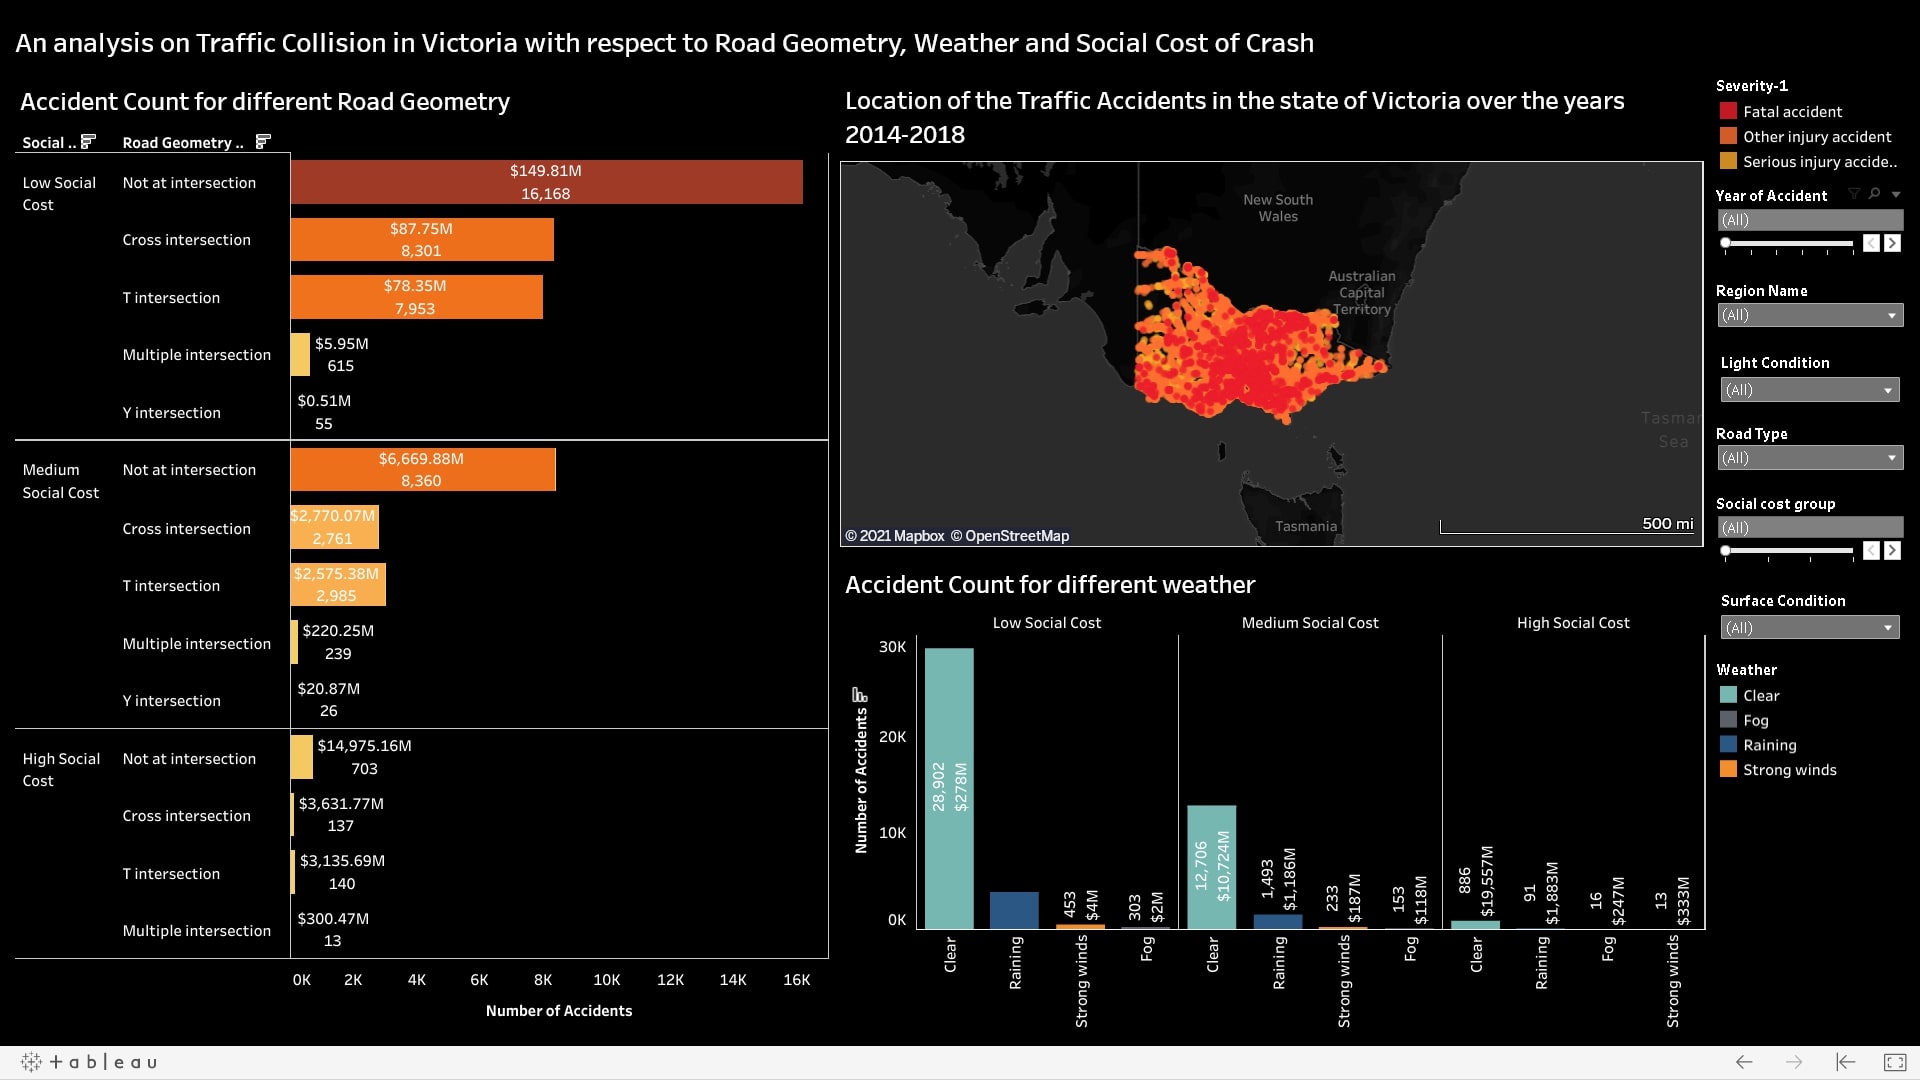 An analysis on Traffic Collision in Victoria with respect to Road Geometry, Weather and Social Cost of Crash
Accident Count for different Road Geometry
Social .. Road Geometry ..
Low Social
Cost
Not at intersection
$149.81M
16,168
Cross intersection
$87.75M
8,301
T intersection
$78.35M
7,953
Multiple intersection
$5.95M
615
Y intersection
$0.51M
55
Medium
Social Cost
Not at intersection
$6,669.88M
8,360
Cross intersection
$2,770.07M
2,761
T intersection
$2,575.38M
2,985
Multiple intersection
$220.25M
239
Y intersection
$20.87M
26
High Social
Cost
Not at intersection
$14,975.16M
703
Cross intersection
$3,631.77M
137
T intersection
$3,135.69M
140
Multiple intersection
$300.47M
13
0K 2K 4K 6K 8K 10K 12K 14K 16K
Number of Accidents
Location of the Traffic Accidents in the state of Victoria over the years
2014-2018
New South
Wales
Australian
Capital
Territory
Tasman
Sea
Tasmania
500 mi
© 2021 Mapbox © OpenStreetMap
Accident Count for different weather
Low Social Cost Medium Social Cost High Social Cost
Number of Accidents
30K
20K
10K
0K
28,902
$278M
453
$4M
303
$2M
12,706
$10,724M
1,493
$1,186M
233
$187M
153
$118M
886
$19,557M
91
$1,883M
16
$247M
13
$333M
Clear
Raining
Strong winds
Fog
Clear
Raining
Strong winds
Fog
Clear
Raining
Fog
Strong winds
Severity-1
Fatal accident
Other injury accident
Serious injury accide..
Year of Accident
(All)
Region Name
(All)
Light Condition
(All)
Road Type
(All)
Social cost group
(All)
Surface Condition
(All)
Weather
Clear
Fog
Raining
Strong winds
+ a b | e a u